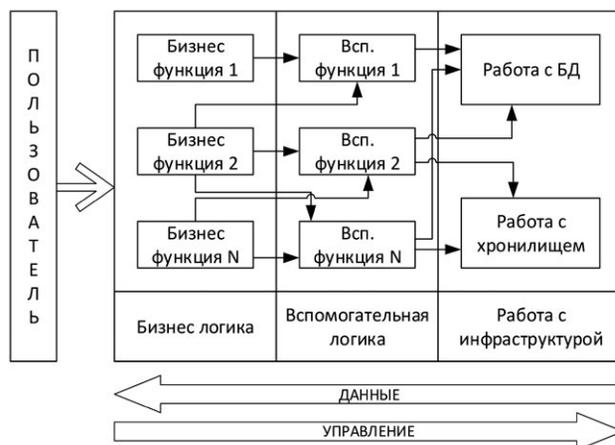 ПОЛЬЗОВАТЕЛЬ
Бизнес
функция 1
Всп.
функция 1
Работа с БД
Бизнес
функция 2
Всп.
функция 2
Бизнес
функция N
Всп.
функция N
Работа с
хронилищем
Бизнес логика
Вспомогательная
логика
Работа с
инфраструктурой
ДАННЫЕ
УПРАВЛЕНИЕ